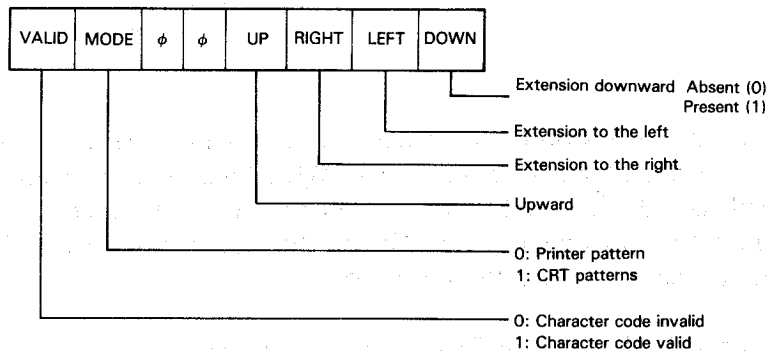 VALID MODE φ φ UP RIGHT LEFT DOWN
Extension downward Absent (0)
Present (1)
Extension to the left
Extension to the right
Upward
0: Printer pattern
1: CRT patterns
0: Character code invalid
1: Character code valid